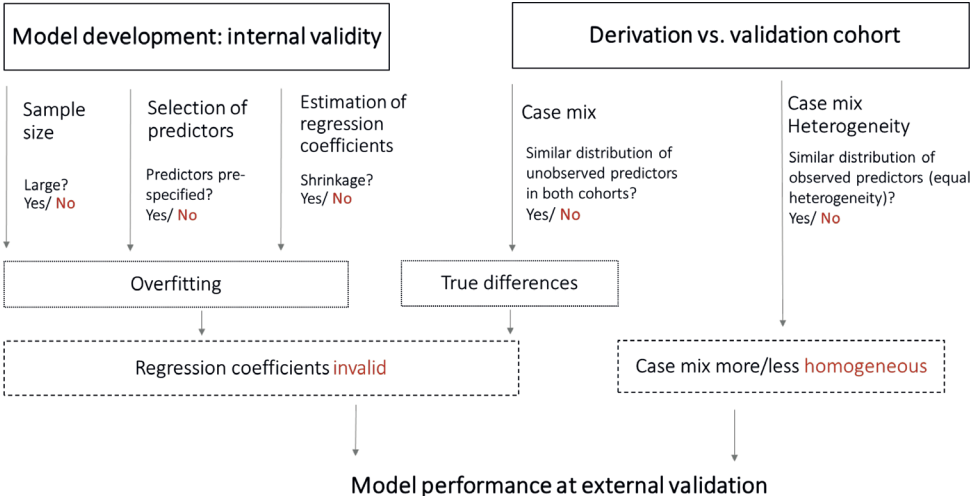 Model development: internal validity
Derivation vs. validation cohort
Sample
size
Large?
Yes/ No
Selection of
predictors
Predictors pre-
specified?
Yes/ No
Estimation of
regression
coefficients
Shrinkage?
Yes/ No
Case mix
Similar distribution of
unobserved predictors
in both cohorts?
Yes/ No
Case mix
Heterogeneity
Similar distribution of
observed predictors (equal
heterogeneity)?
Yes/ No
Overfitting
True differences
Regression coefficients invalid
Case mix more/less homogeneous
Model performance at external validation